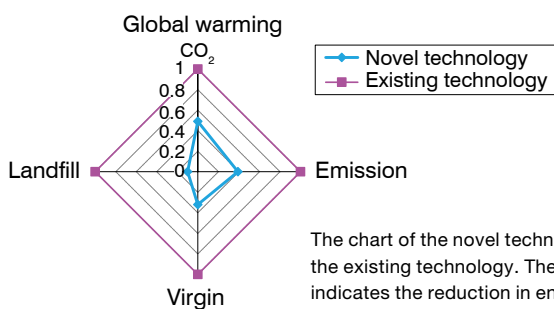 Global warming
CO2
1
0.8
0.6
0.4
0.2
0
Novel technology
Existing technology
Landfill
Emission
Virgin
The chart of the novel techn
the existing technology. The
indicates the reduction in en